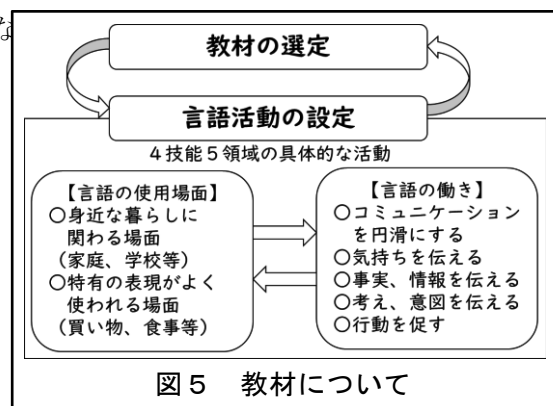 な
教材の選定
言語活動の設定
4技能5領域の具体的な活動
【言語の使用場面】
○身近な暮らしに
関わる場面
(家庭、学校等)
○特有の表現がよく
使われる場面
(買い物、食事等)
【言語の働き】
○コミュニケーション
を円滑にする
○気持ちを伝える
○事実、情報を伝える
○考え、意図を伝える
○行動を促す
図5 教材について